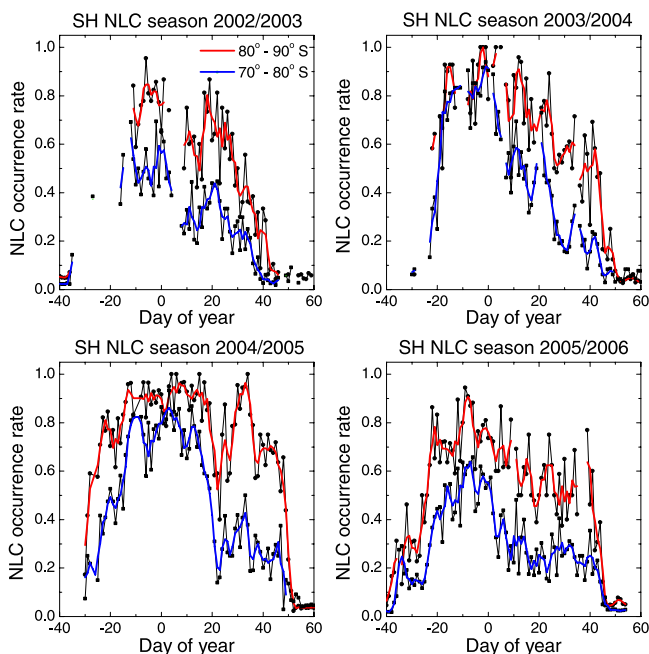 SH NLC season 2002/2003
NLC occurrence rate
1.0
0.8
0.6
0.4
0.2
0.0
80° - 90° S
70° - 80° S
-40 -20 0 20 40 60
Day of year
SH NLC season 2003/2004
NLC occurrence rate
1.0
0.8
0.6
0.4
0.2
0.0
-40 -20 0 20 40 60
Day of year
SH NLC season 2004/2005
NLC occurrence rate
1.0
0.8
0.6
0.4
0.2
0.0
-40 -20 0 20 40 60
Day of year
SH NLC season 2005/2006
NLC occurrence rate
1.0
0.8
0.6
0.4
0.2
0.0
-40 -20 0 20 40 60
Day of year